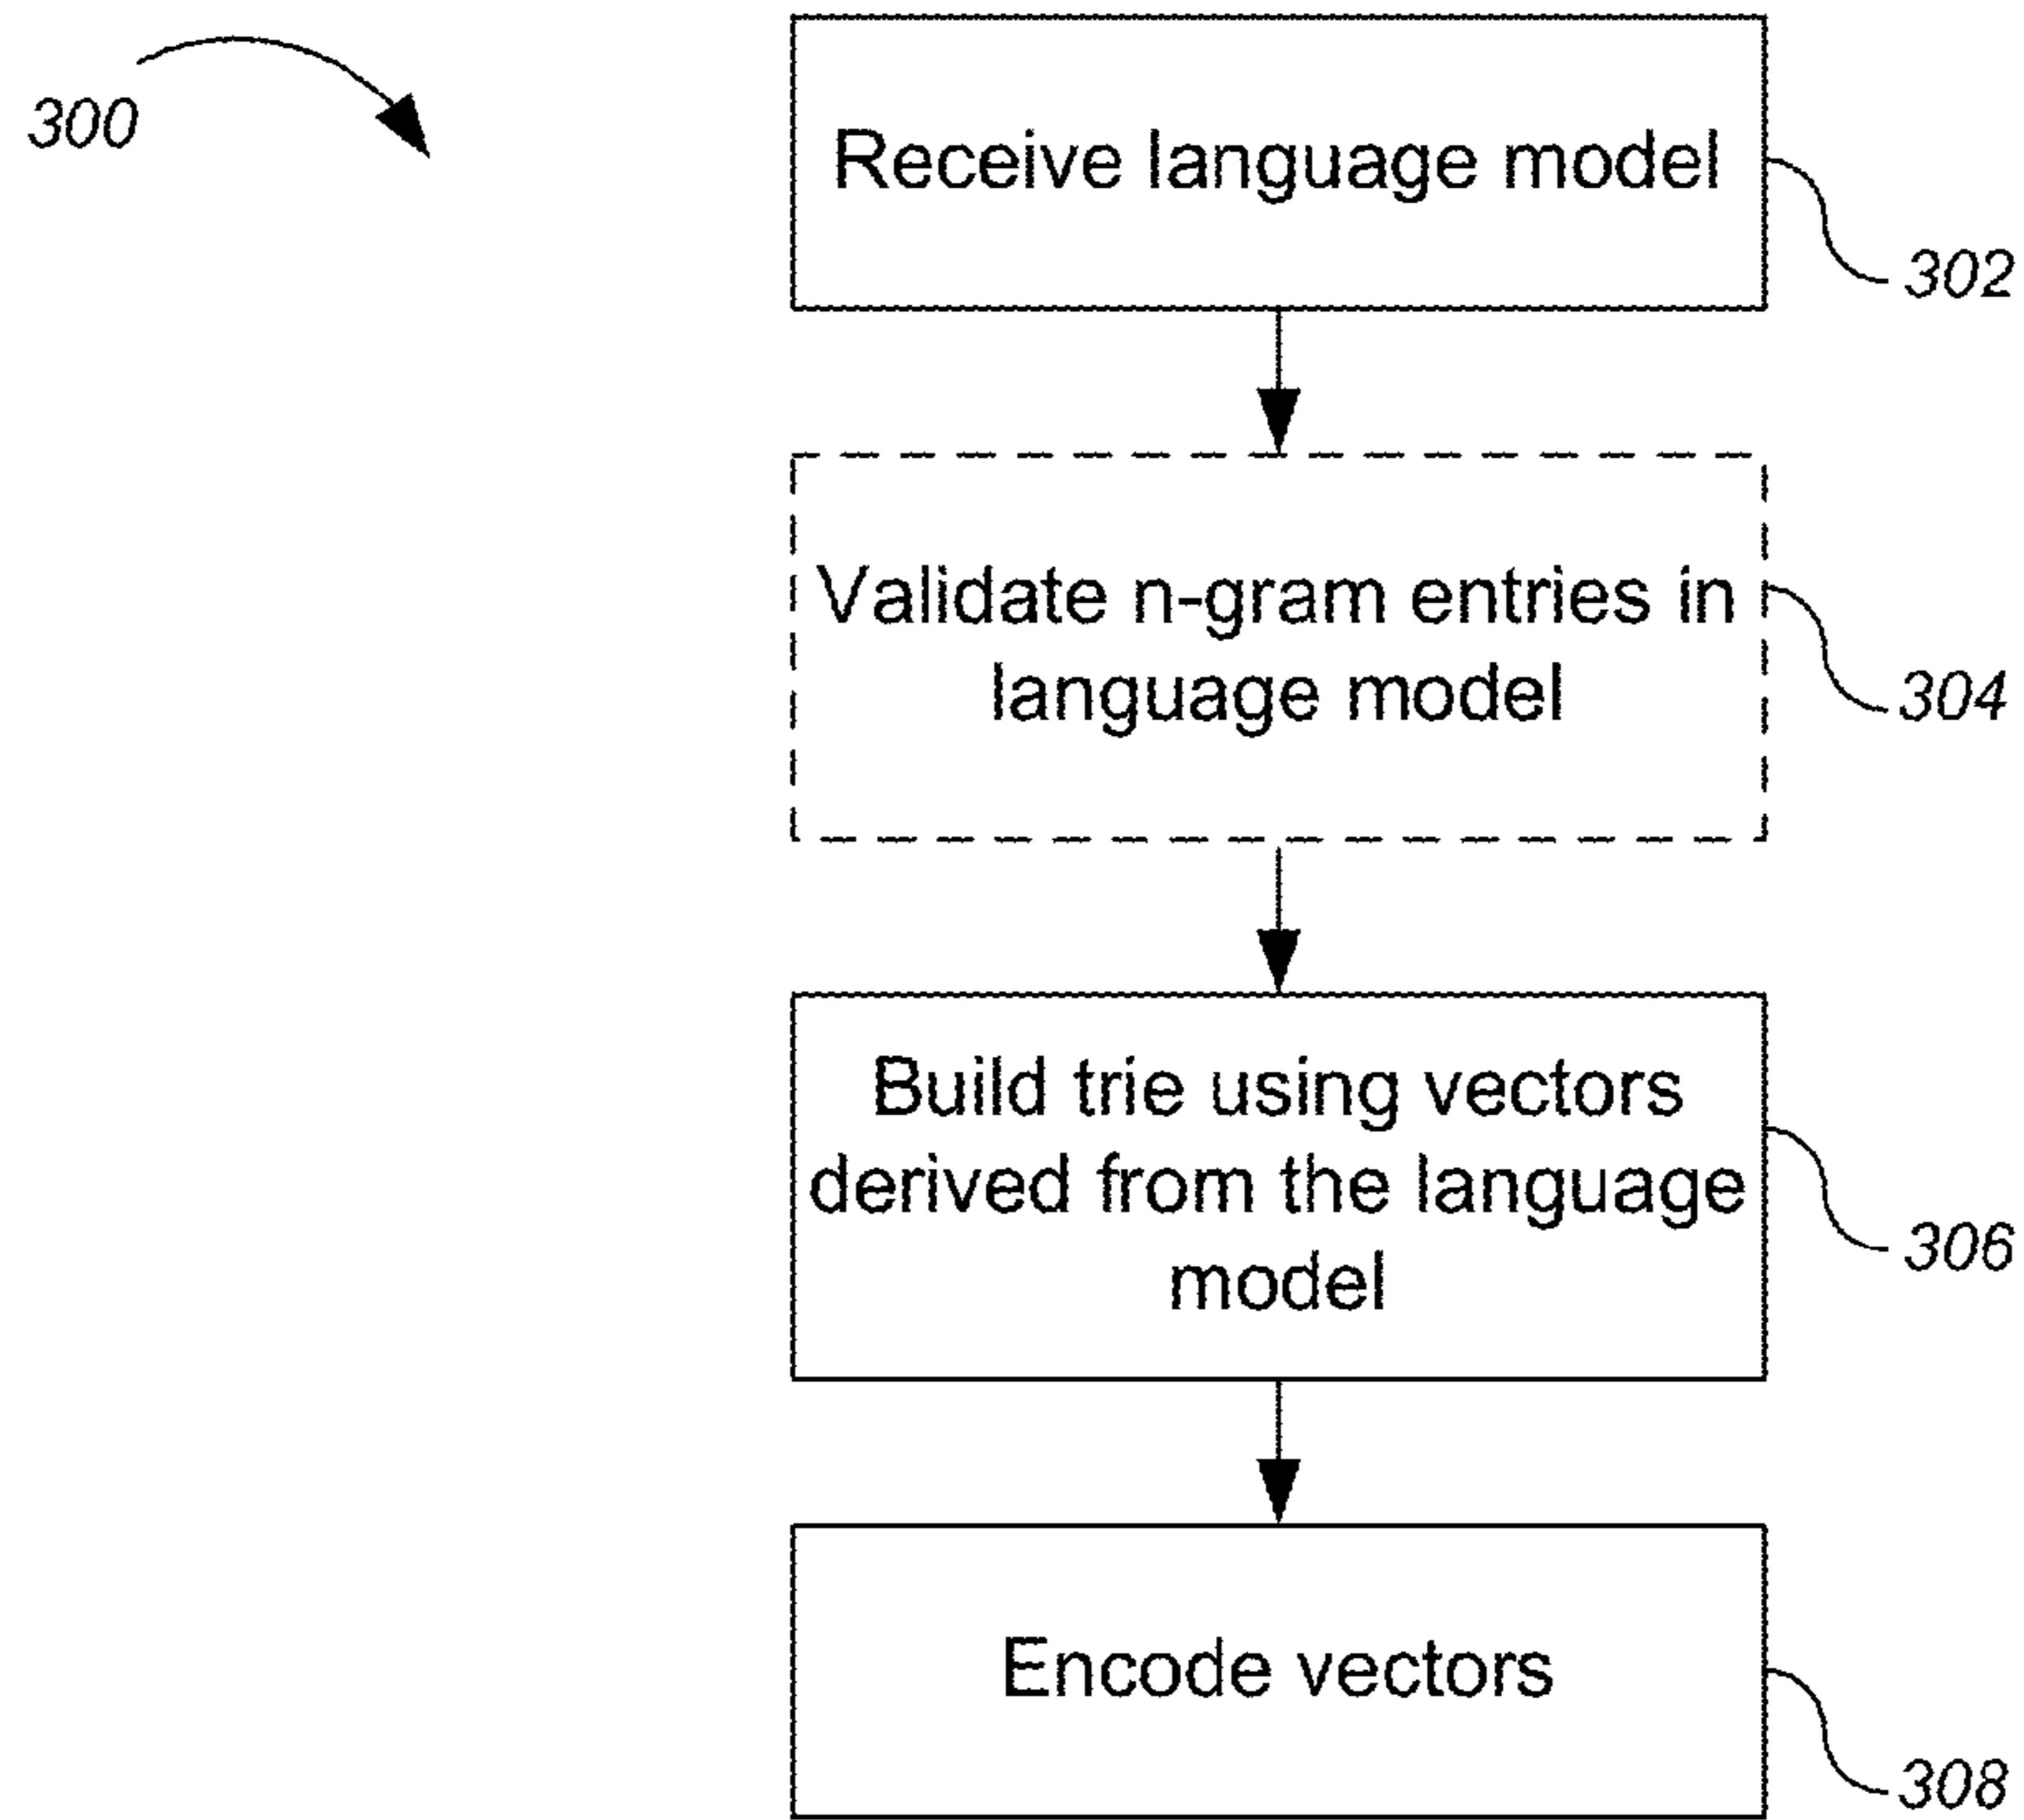 300
Receive language model
302
Validate n-gram entries in
language model
304
Build trie using vectors
derived from the language
model
306
Encode vectors
308